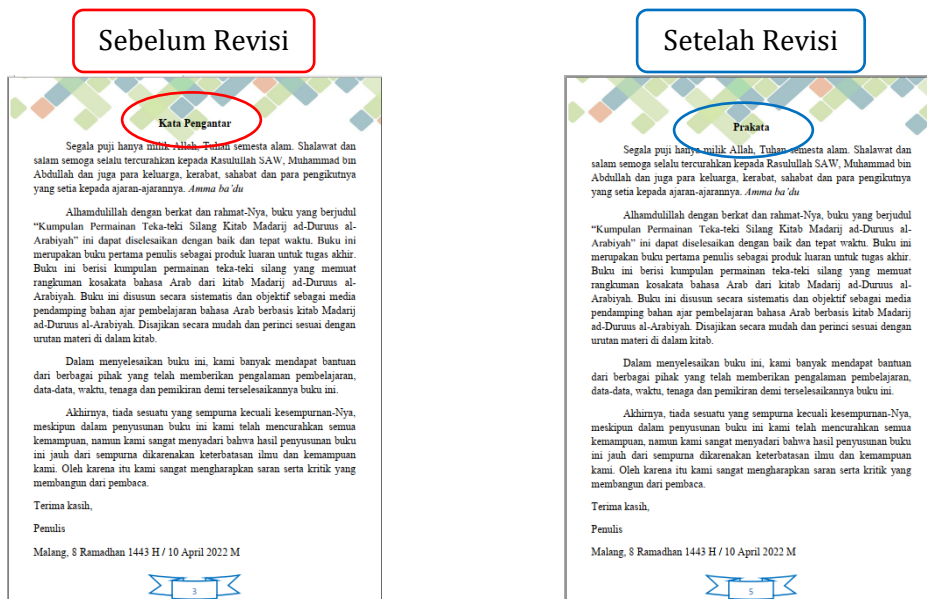 Sebelum Revisi
Kata Pengantar
Segala puji hanya milik Allah, Tuhan semesta alam. Shalawat dan
salam semoga selalu tercurahkan kepada Rasulullah SAW, Muhammad bin
Abdullah dan juga para keluarga, kerabat, sahabat dan para pengikutnya
yang setia kepada ajaran-ajarannya. Amma ba'du
Alhamdulillah dengan berkat dan rahmat-Nya, buku yang berjudul
“Kumpulan Permainan Teka-teki Silang Kitab Madarij ad-Duruus al-
Arabiyah” ini dapat diselesaikan dengan baik dan tepat waktu. Buku ini
merupakan buku pertama penulis sebagai produk luaran untuk tugas akhir.
Buku ini berisi kumpulan permainan teka-teki silang yang memuat
rangkuman kosakata bahasa Arab dari kitab Madarij ad-Duruus al-
Arabiyah. Buku ini disusun secara sistematis dan objektif sebagai media
pendamping bahan ajar pembelajaran bahasa Arab berbasis kitab Madarij
ad-Duruus al-Arabiyah. Disajikan secara mudah dan perinci sesuai dengan
urutan materi di dalam kitab.
Dalam menyelesaikan buku ini, kami banyak mendapat bantuan
dari berbagai pihak yang telah memberikan pengalaman pembelajaran,
data-data, waktu, tenaga dan pemikiran demi terselesaikannya buku ini.
Akhirnya, tiada sesuatu yang sempurna kecuali kesempurnan-Nya,
meskipun dalam penyusunan buku ini kami telah mencurahkan semua
kemampuan, namun kami sangat menyadari bahwa hasil penyusunan buku
ini jauh dari sempurna dikarenakan keterbatasan ilmu dan kemampuan
kami. Oleh karena itu kami sangat mengharapkan saran serta kritik yang
membangun dari pembaca.
Terima kasih,
Penulis
Malang, 8 Ramadhan 1443 H / 10 April 2022 M
3
Setelah Revisi
Prakata
Segala puji hanya milik Allah, Tuhan semesta alam. Shalawat dan
salam semoga selalu tercurahkan kepada Rasulullah SAW, Muhammad bin
Abdullah dan juga para keluarga, kerabat, sahabat dan para pengikutnya
yang setia kepada ajaran-ajarannya. Amma ba'du
Alhamdulillah dengan berkat dan rahmat-Nya, buku yang berjudul
“Kumpulan Permainan Teka-teki Silang Kitab Madarij ad-Duruus al-
Arabiyah” ini dapat diselesaikan dengan baik dan tepat waktu. Buku ini
merupakan buku pertama penulis sebagai produk luaran untuk tugas akhir.
Buku ini berisi kumpulan permainan teka-teki silang yang memuat
rangkuman kosakata bahasa Arab dari kitab Madarij ad-Duruus al-
Arabiyah. Buku ini disusun secara sistematis dan objektif sebagai media
pendamping bahan ajar pembelajaran bahasa Arab berbasis kitab Madarij
ad-Duruus al-Arabiyah. Disajikan secara mudah dan perinci sesuai dengan
urutan materi di dalam kitab.
Dalam menyelesaikan buku ini, kami banyak mendapat bantuan
dari berbagai pihak yang telah memberikan pengalaman pembelajaran,
data-data, waktu, tenaga dan pemikiran demi terselesaikannya buku ini.
Akhirnya, tiada sesuatu yang sempurna kecuali kesempurnan-Nya,
meskipun dalam penyusunan buku ini kami telah mencurahkan semua
kemampuan, namun kami sangat menyadari bahwa hasil penyusunan buku
ini jauh dari sempurna dikarenakan keterbatasan ilmu dan kemampuan
kami. Oleh karena itu kami sangat mengharapkan saran serta kritik yang
membangun dari pembaca.
Terima kasih,
Penulis
Malang, 8 Ramadhan 1443 H / 10 April 2022 M
5